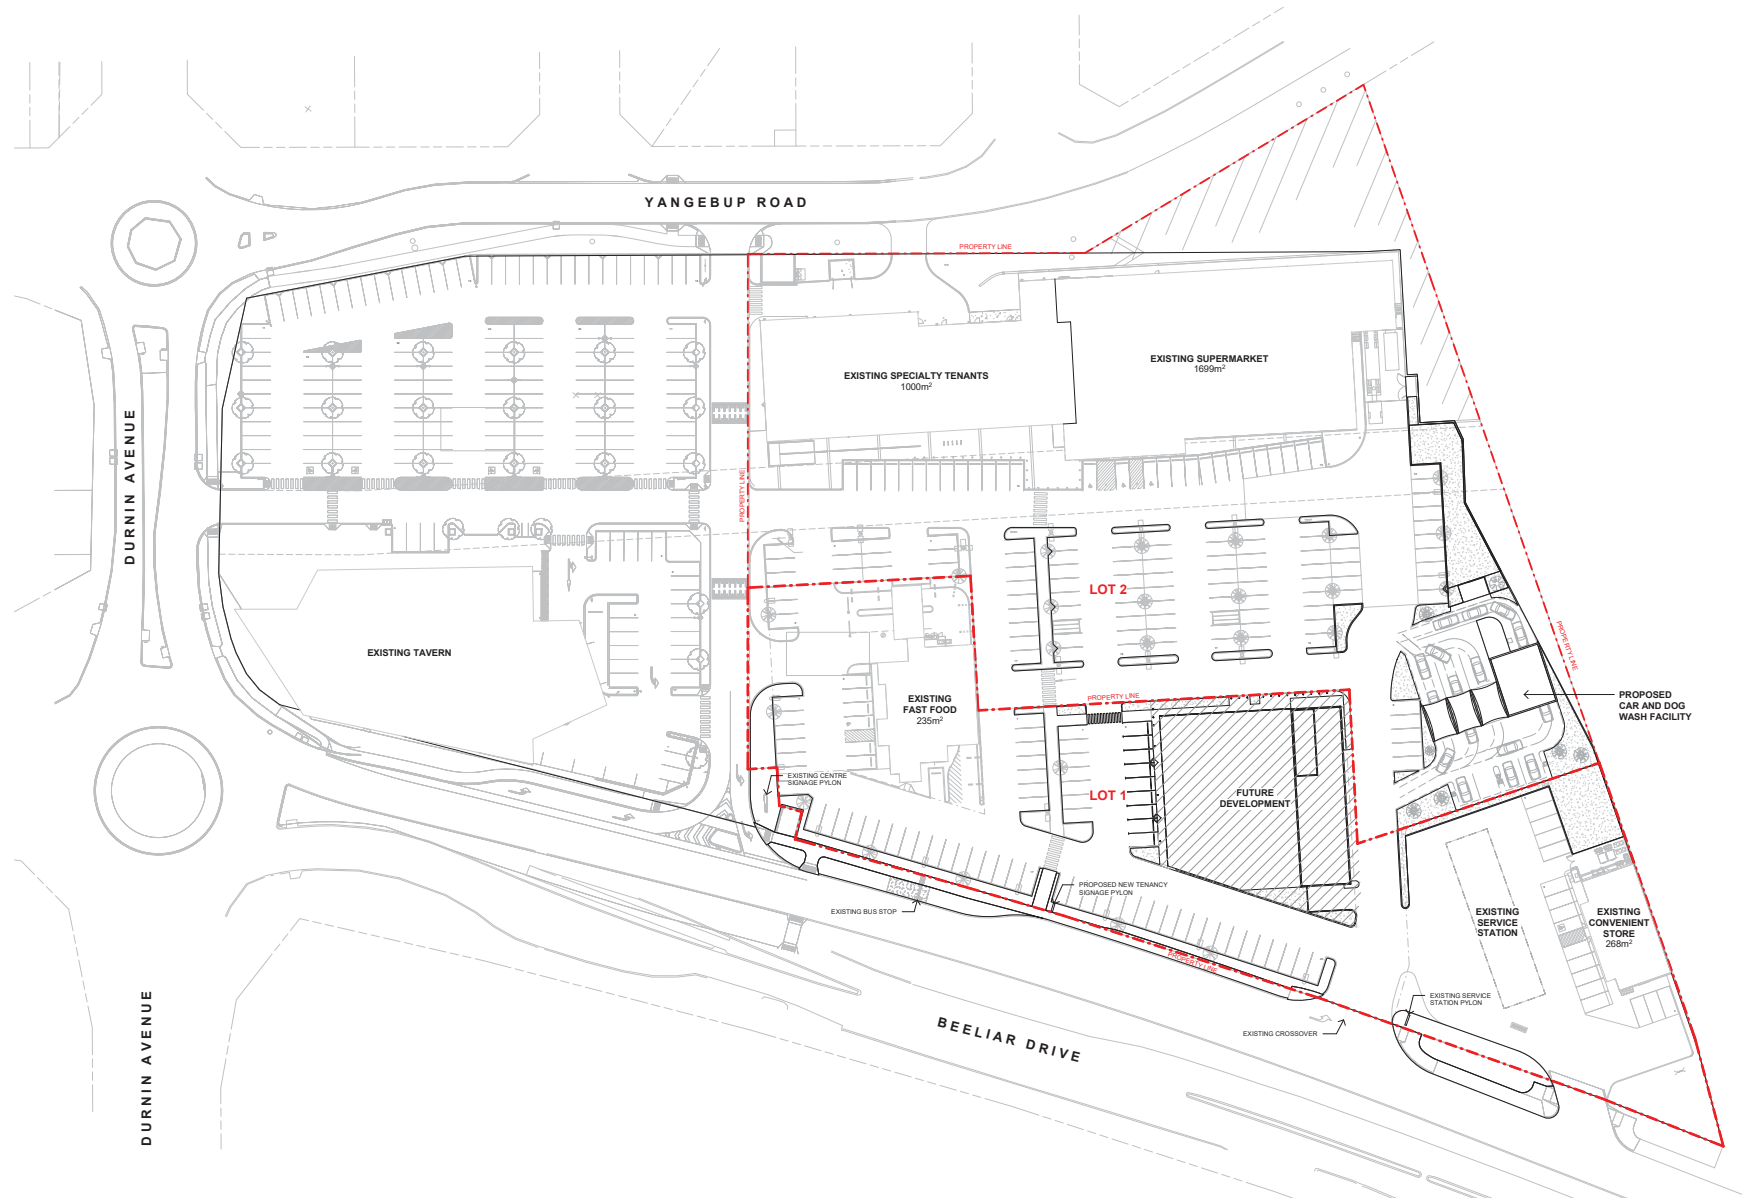 YANGEBUP ROAD
PROPERTY LINE
EXISTING SUPERMARKET
1699m²
EXISTING SPECIALTY TENANTS
1000m²
DURNIN AVENUE
PROPERTY LINE
LOT 2
PROPERTY LINE
EXISTING TAVERN
PROPERTY LINE
EXISTING
FAST FOOD
235m²
PROPOSED
CAR AND DOG
WASH FACILITY
EXISTING CENTRE
SIGNAGE PYLON
LOT 1
FUTURE
DEVELOPMENT
PROPOSED NEW TENANCY
SIGNAGE PYLON
EXISTING BUS STOP
EXISTING
SERVICE
STATION
EXISTING
CONVENIENT
STORE
268m²
PROPERTY LINE
EXISTING SERVICE
STATION PYLON
EXISTING CROSSOVER
BEELIAR DRIVE
DURNIN AVENUE